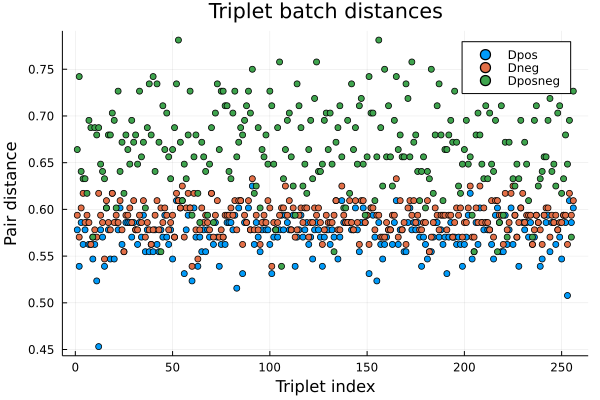 Triplet batch distances
Dpos
Dneg
Dposneg
Pair distance
0.75
0.70
0.65
0.60
0.55
0.50
0.45
0
50
100
150
200
250
Triplet index